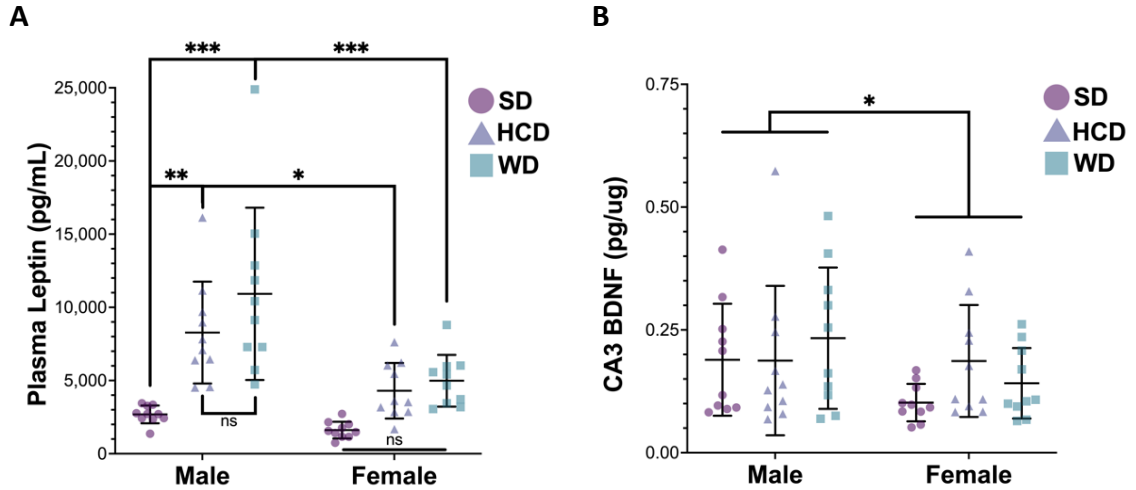 A
Plasma Leptin (pg/mL)
25,000
20,000
15,000
10,000
5,000
0
***
***
**
*
ns
ns
SD
HCD
WD
Male
Female
B
CA3 BDNF (pg/ug)
0.75
0.50
0.25
0.00
*
SD
HCD
WD
Male
Female